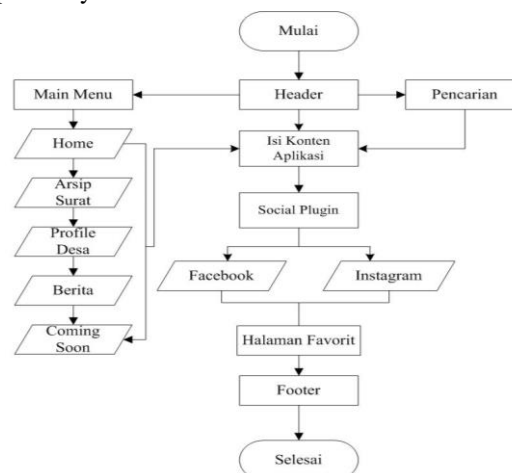 Mulai
Main Menu
Header
Pencarian
Home
Isi Konten
Aplikasi
Arsip
Surat
Social Plugin
Profile
Desa
Facebook
Instagram
Berita
Coming
Soon
Halaman Favorit
Footer
Selesai